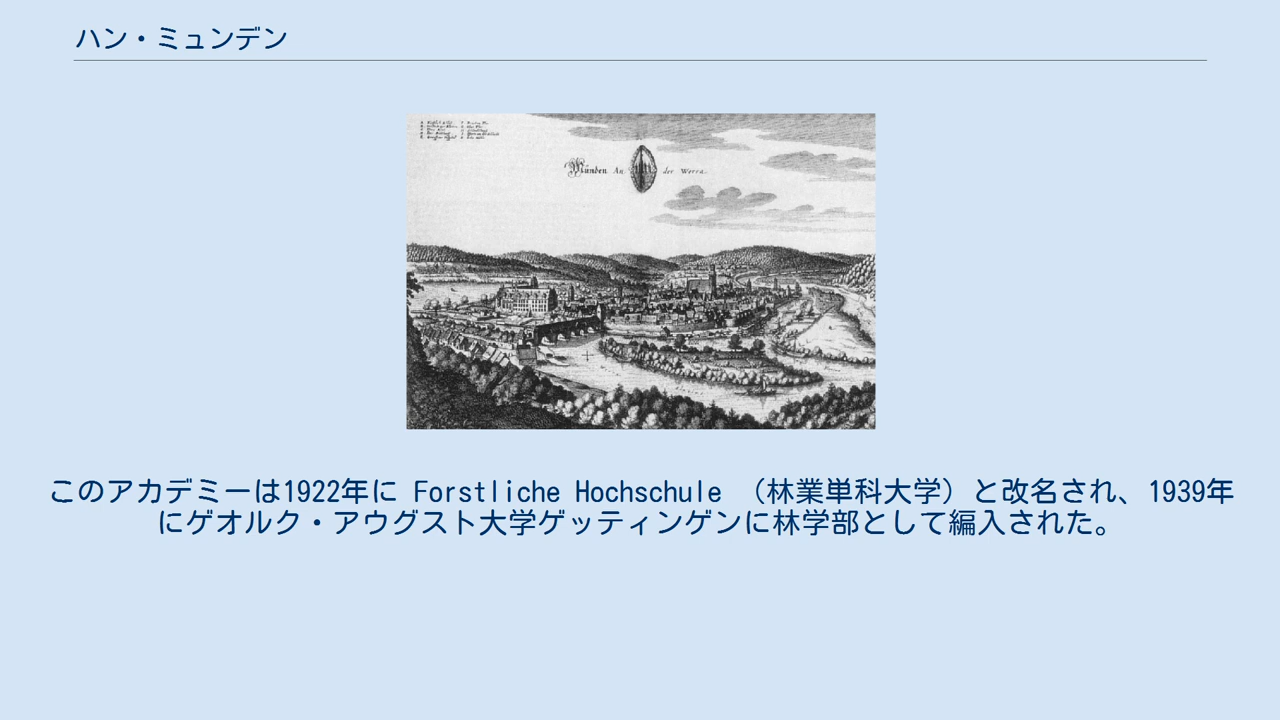 ハン・ミュンデン
Münden An der Werra.
このアカデミーは1922年に Forstliche Hochschule （林業単科大学）と改名され、1939年
にゲオルク・アウグスト大学ゲッティンゲンに林学部として編入された。